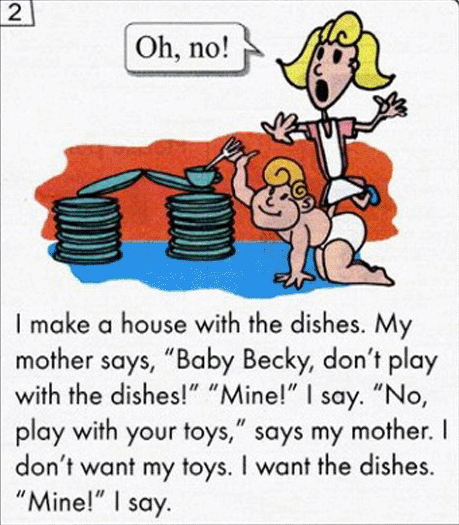 2
Oh, no!
I make a house with the dishes. My
mother says, “Baby Becky, don’t play
with the dishes!” “Mine!” I say. “No,
play with your toys,” says my mother. I
don’t want my toys. I want the dishes.
“Mine!” I say.